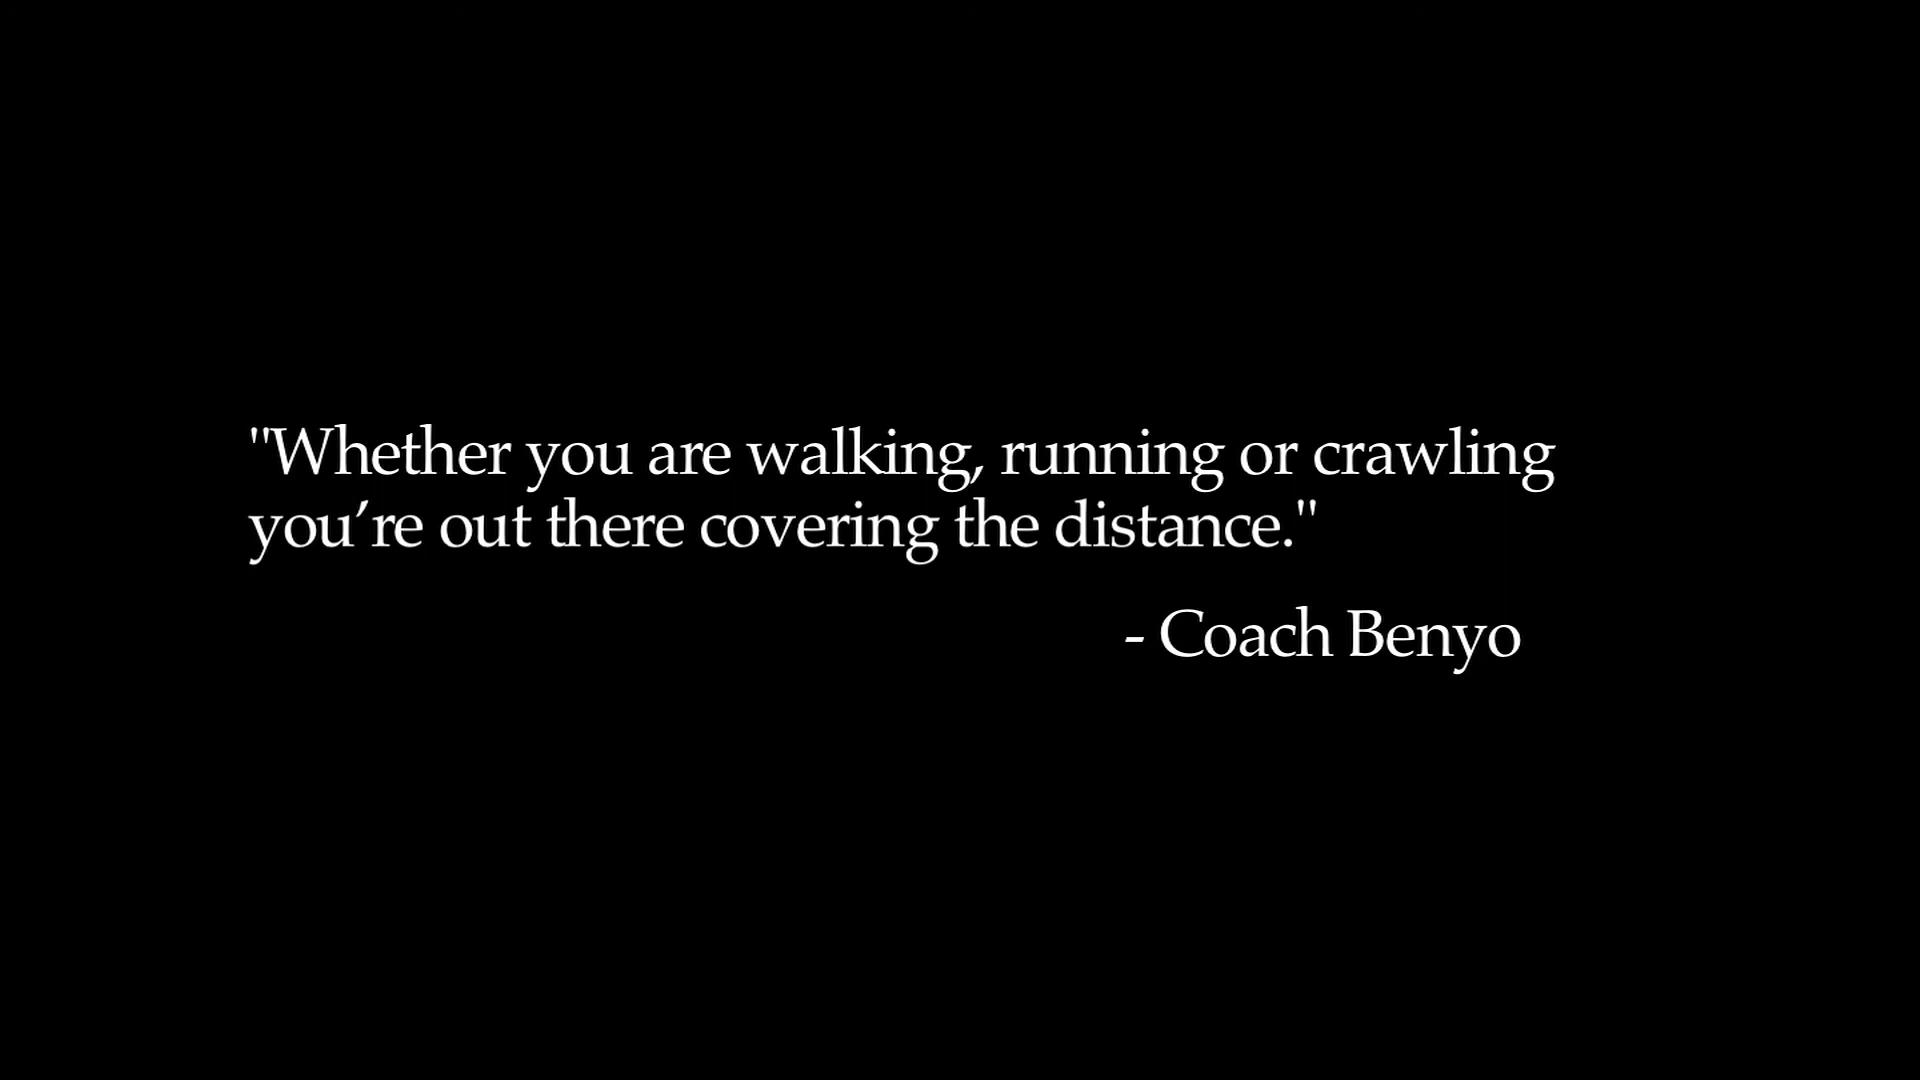 "Whether you are walking, running or crawling
you’re out there covering the distance."
- Coach Benyo